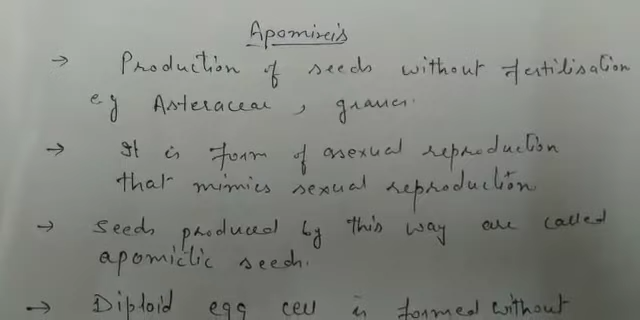 Apomixis
→ Production of seeds without fertilisation
eg Asteraceae, grasses.
→ It is form of asexual reproduction
that mimics sexual reproduction
→ Seeds produced by this way are called
apomictic seeds.
→ Diploid egg cell is formed without